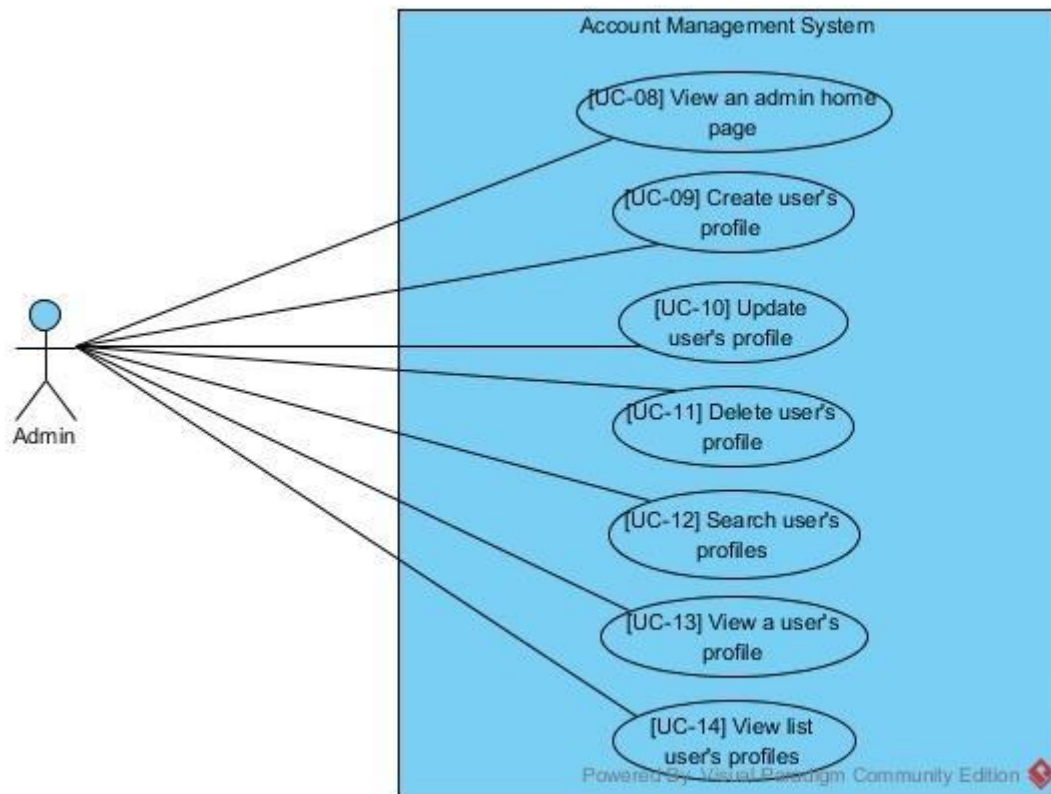 Account Management System
[UC-08] View an admin home
page
[UC-09] Create user's
profile
[UC-10] Update
user's profile
[UC-11] Delete user's
profile
Admin
[UC-12] Search user's
profiles
[UC-13] View a user's
profile
[UC-14] View list
user's profiles
Powered By Visual Paradigm Community Edition